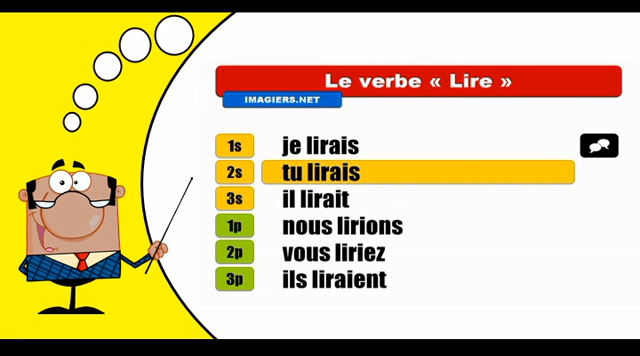 Le verbe « Lire »
IMAGIERS.NET
1s je lirais
2s tu lirais
3s il lirait
1p nous lirions
2p vous liriez
3p ils liraient